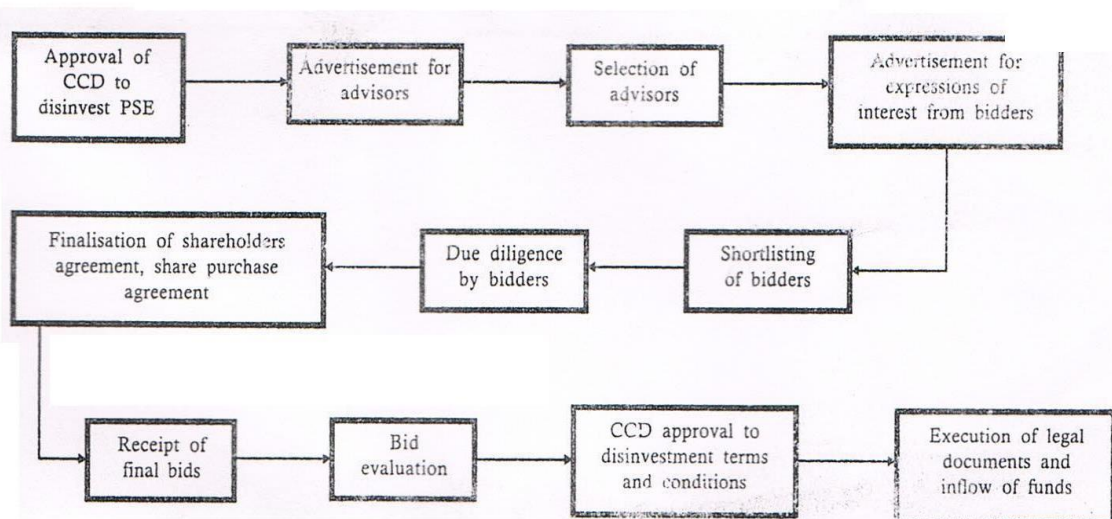 Approval of
CCD to
disinvest PSE
Advertisement for
advisors
Selection of
advisors
Advertisement for
expressions of
interest from bidders
Shortlisting
of bidders
Due diligence
by bidders
Finalisation of shareholders
agreement, share purchase
agreement
Receipt of
final bids
Bid
evaluation
CCD approval to
disinvestment terms
and conditions
Execution of legal
documents and
inflow of funds